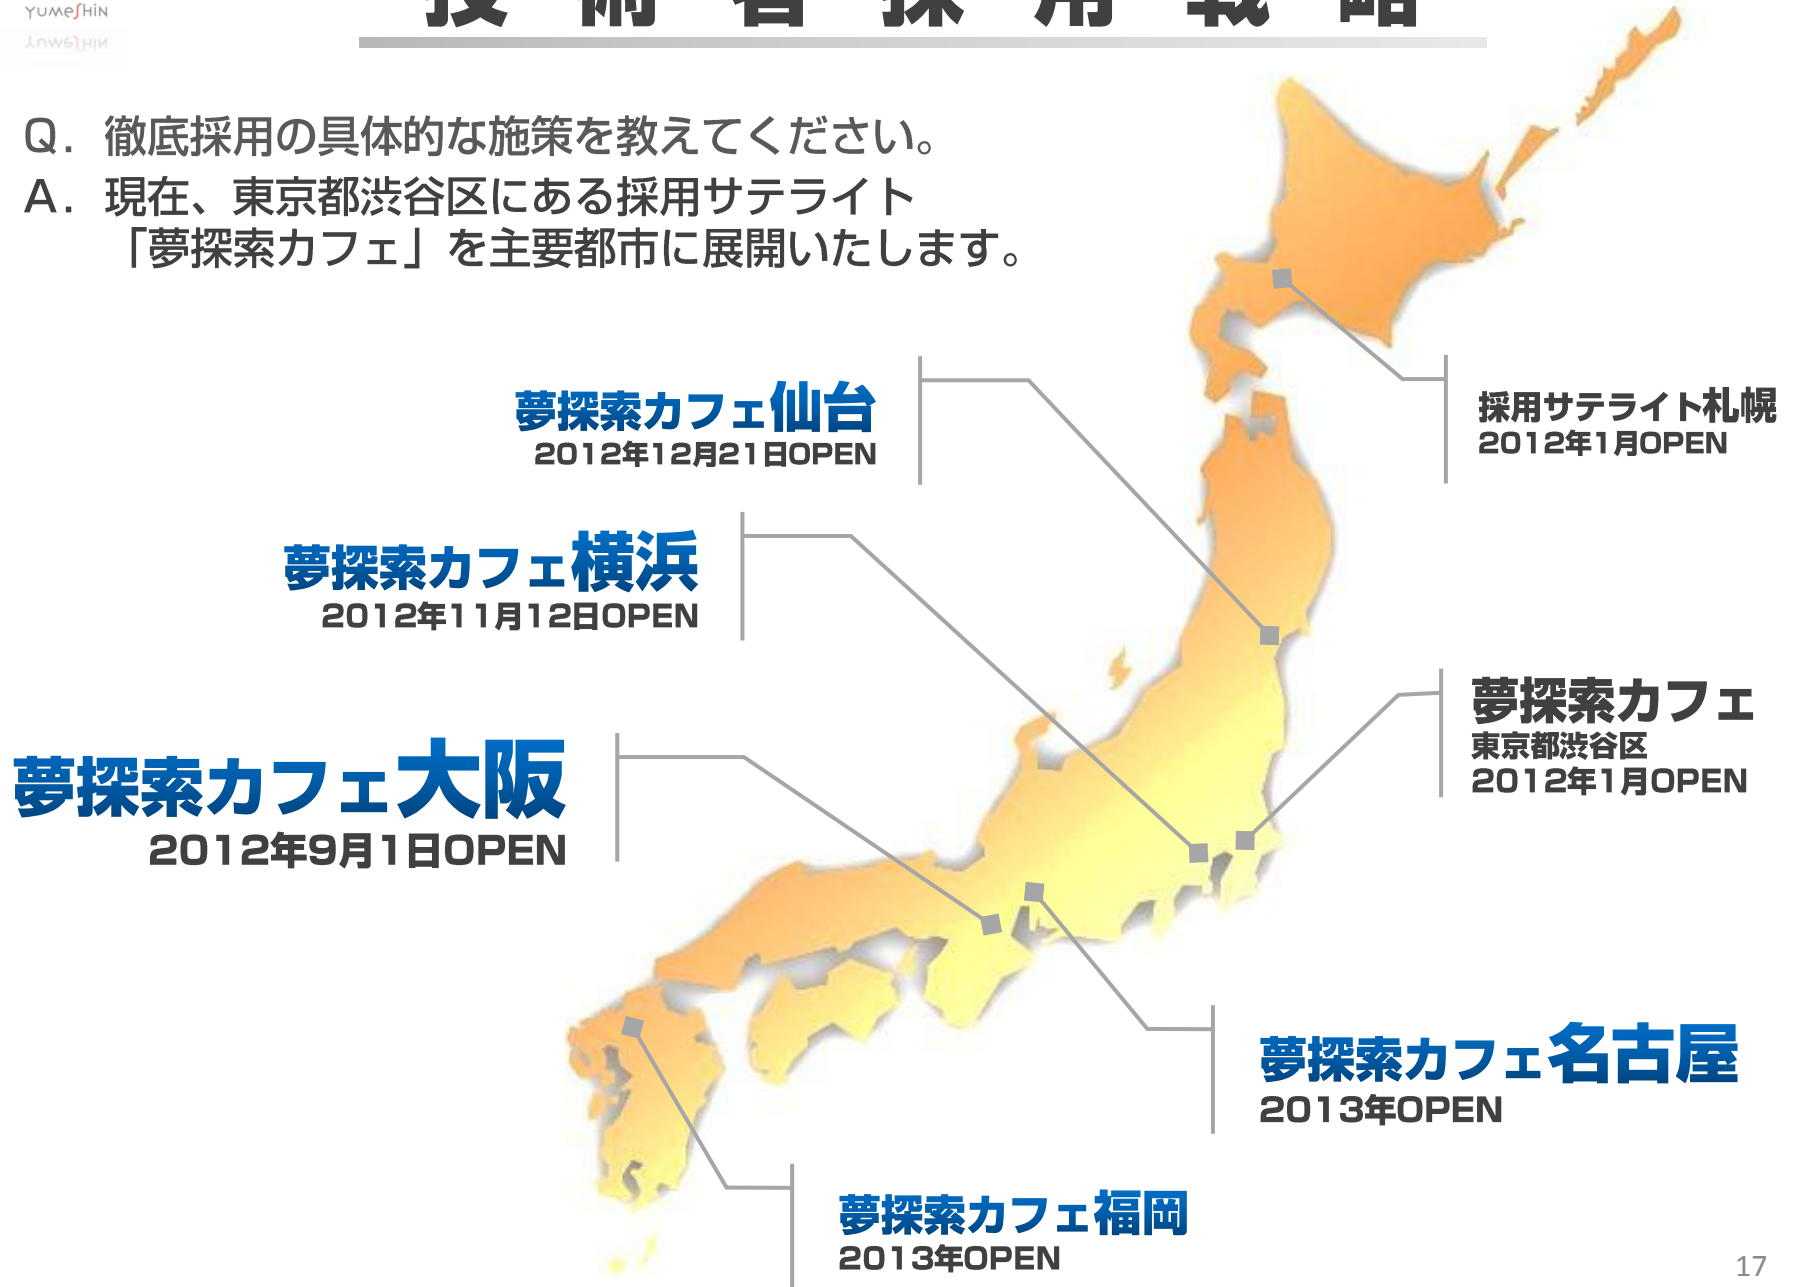 YUMeSHiN
技術者採用戦略
Q．徹底採用の具体的な施策を教えてください。
A．現在、東京都渋谷区にある採用サテライト
「夢探索カフェ」を主要都市に展開いたします。
夢探索カフェ仙台
2012年12月21日OPEN
採用サテライト札幌
2012年1月OPEN
夢探索カフェ横浜
2012年11月12日OPEN
夢探索カフェ
東京都渋谷区
2012年1月OPEN
夢探索カフェ大阪
2012年9月1日OPEN
夢探索カフェ名古屋
2013年OPEN
夢探索カフェ福岡
2013年OPEN
17